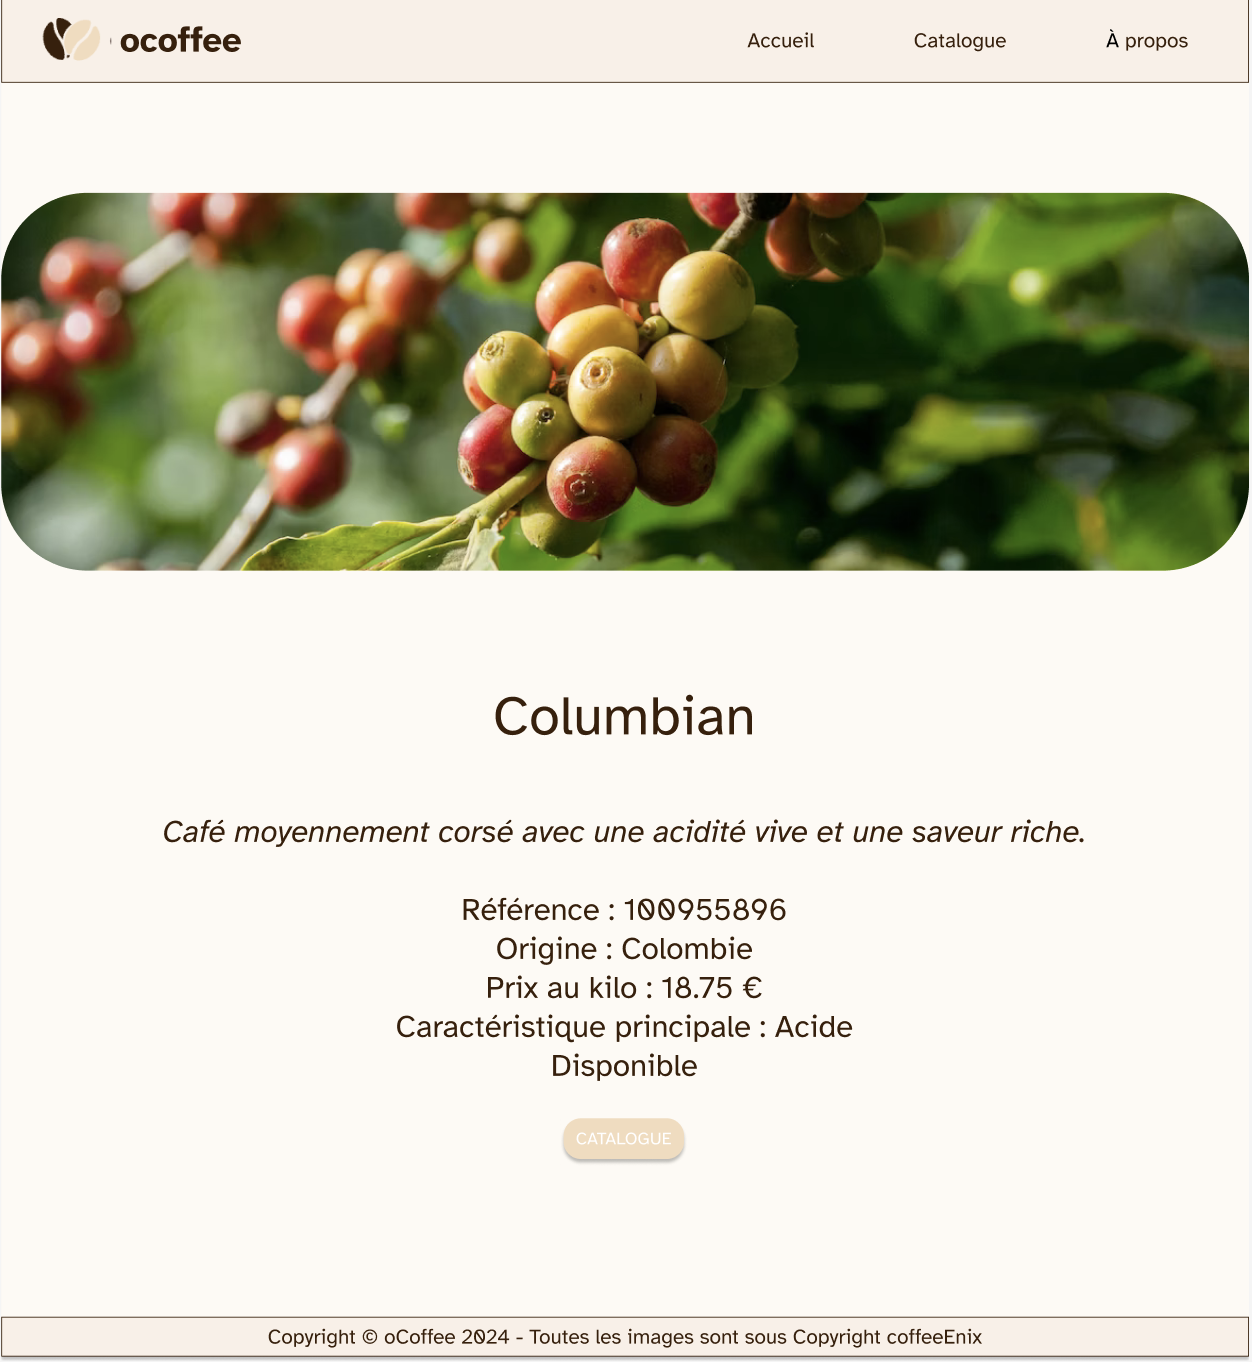 ocoffee
Accueil
Catalogue
À propos
Columbian
Café moyennement corsé avec une acidité vive et une saveur riche.
Référence : 100955896
Origine : Colombie
Prix au kilo : 18.75 €
Caractéristique principale : Acide
Disponible
CATALOGUE
Copyright © oCoffee 2024 - Toutes les images sont sous Copyright coffeeEnix